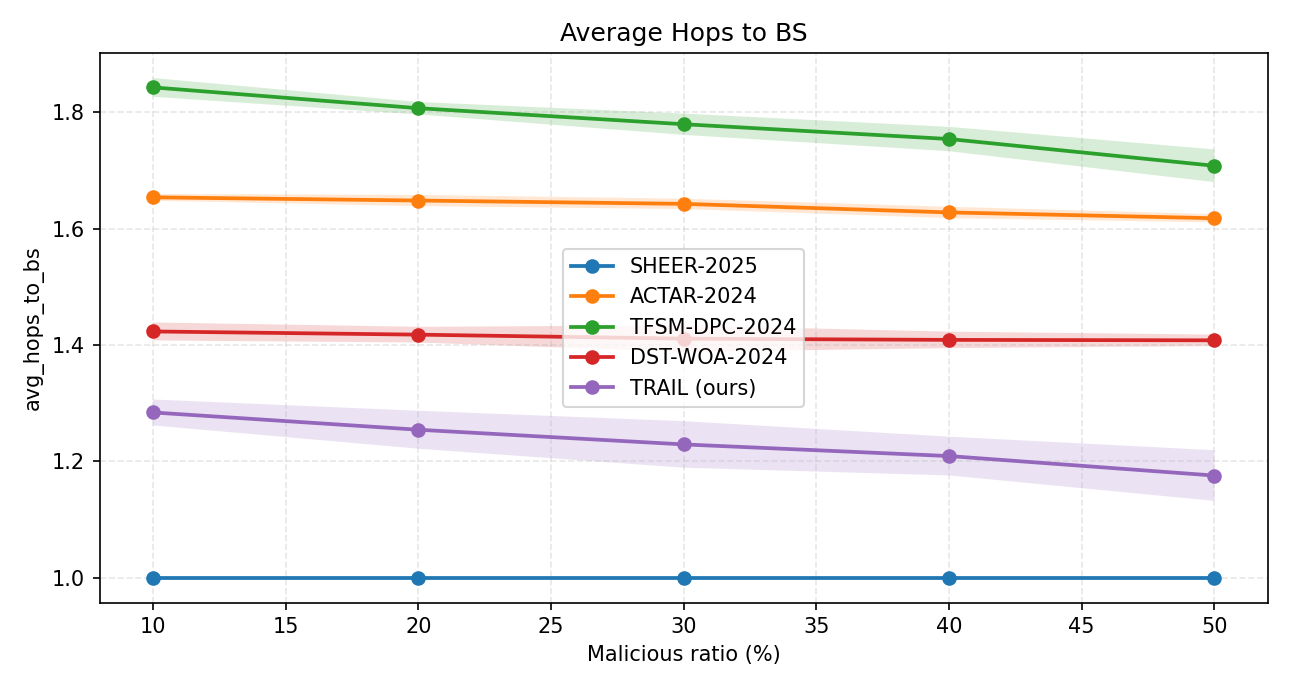 Average Hops to BS
avg_hops_to_bs
1.8
1.6
1.4
1.2
1.0
SHEER-2025
ACTAR-2024
TFSM-DPC-2024
DST-WOA-2024
TRAIL (ours)
10 15 20 25 30 35 40 45 50
Malicious ratio (%)